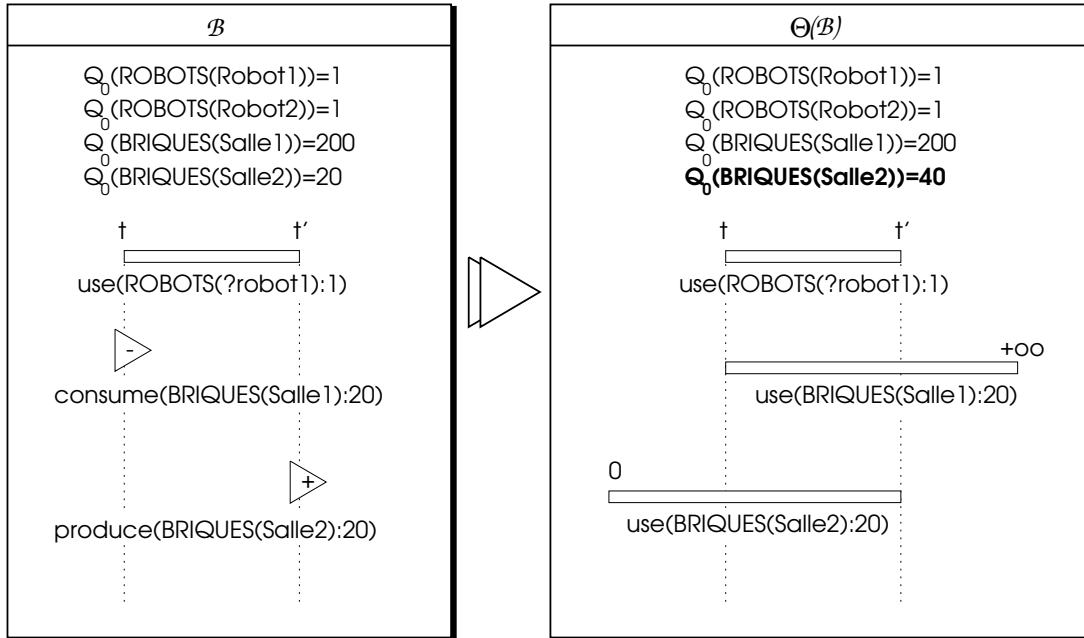 B
Q0(ROBOTS(Robot1))=1
Q0(ROBOTS(Robot2))=1
Q0(BRIQUES(Salle1))=200
Q0(BRIQUES(Salle2))=20
t t'
use(ROBOTS(?robot1):1)
-
consume(BRIQUES(Salle1):20)
+
produce(BRIQUES(Salle2):20)
Θ(B)
Q0(ROBOTS(Robot1))=1
Q0(ROBOTS(Robot2))=1
Q0(BRIQUES(Salle1))=200
Q0(BRIQUES(Salle2))=40
t t'
use(ROBOTS(?robot1):1)
+oo
use(BRIQUES(Salle1):20)
0
use(BRIQUES(Salle2):20)